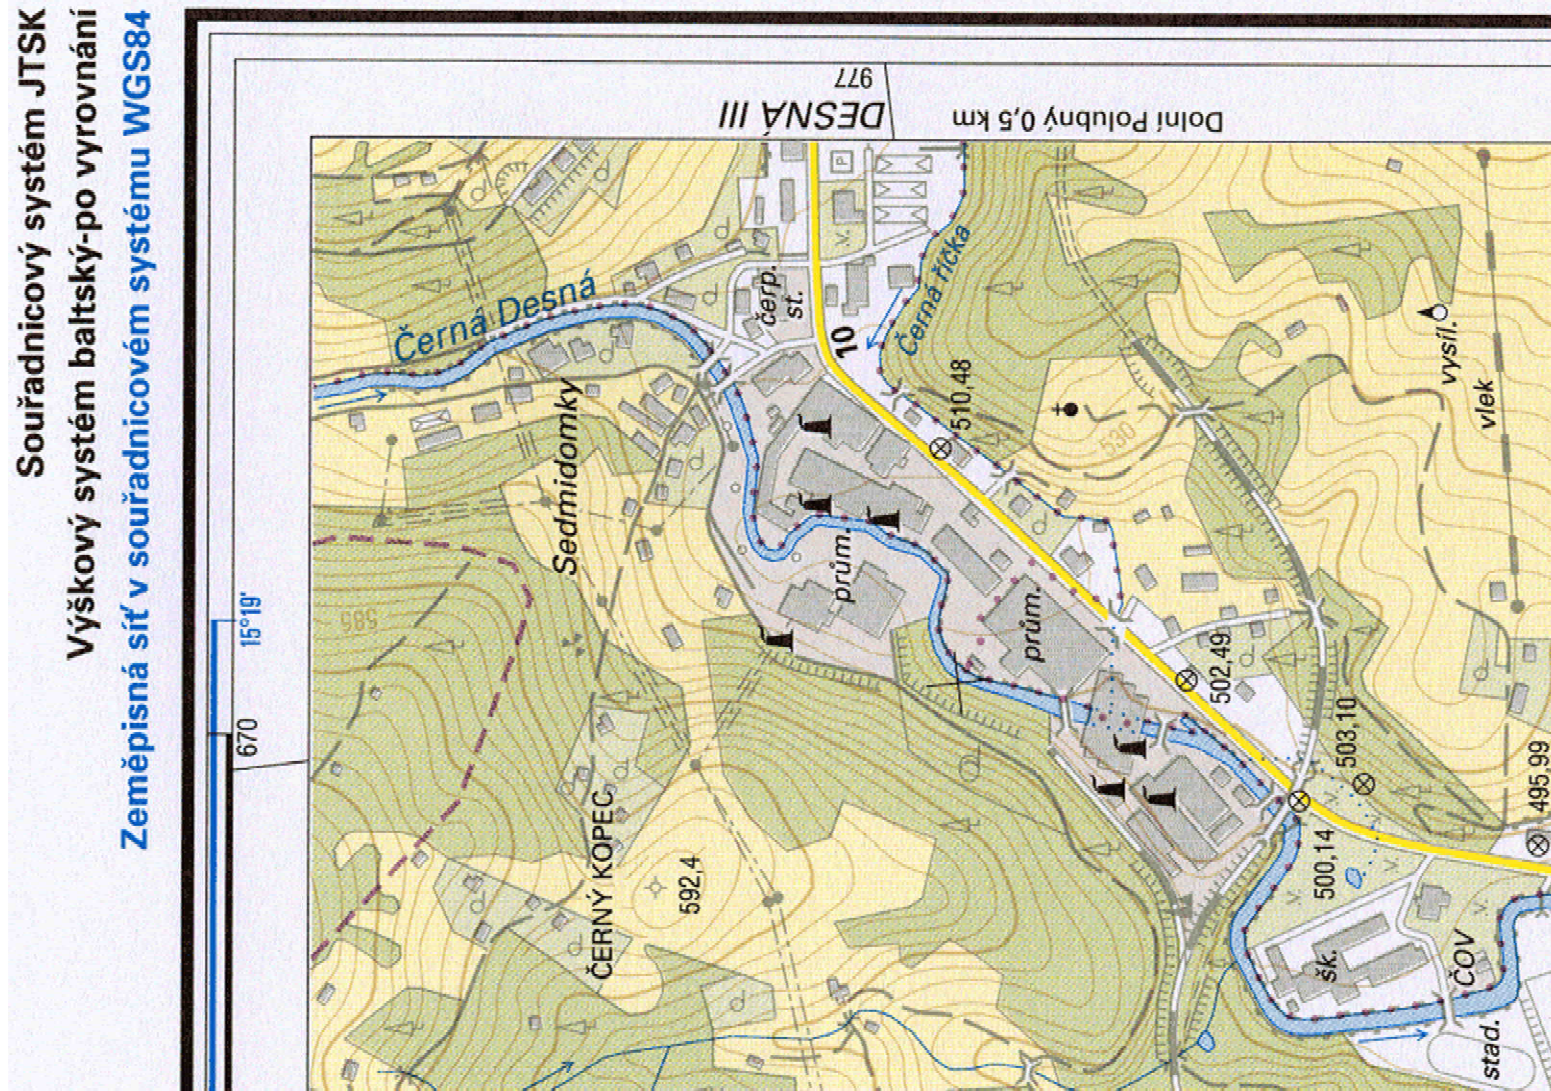 Souřadnicový systém JTSK
Výškový systém baltský-po vyrovnání
Zeměpisná síť v souřadnicovém systému WGS84
15°19'
670
977
DESNÁ III
Dolní Polubný 0,5 km
P
Černá Desná
čerp.
st.
10
Černá říčka
510,48
530
vysíl.
vlek
Sedmidomky
585
prům.
prům.
502,49
503,10
500,14
495,99
ČERNÝ KOPEC
592,4
šk.
ČOV
stad.